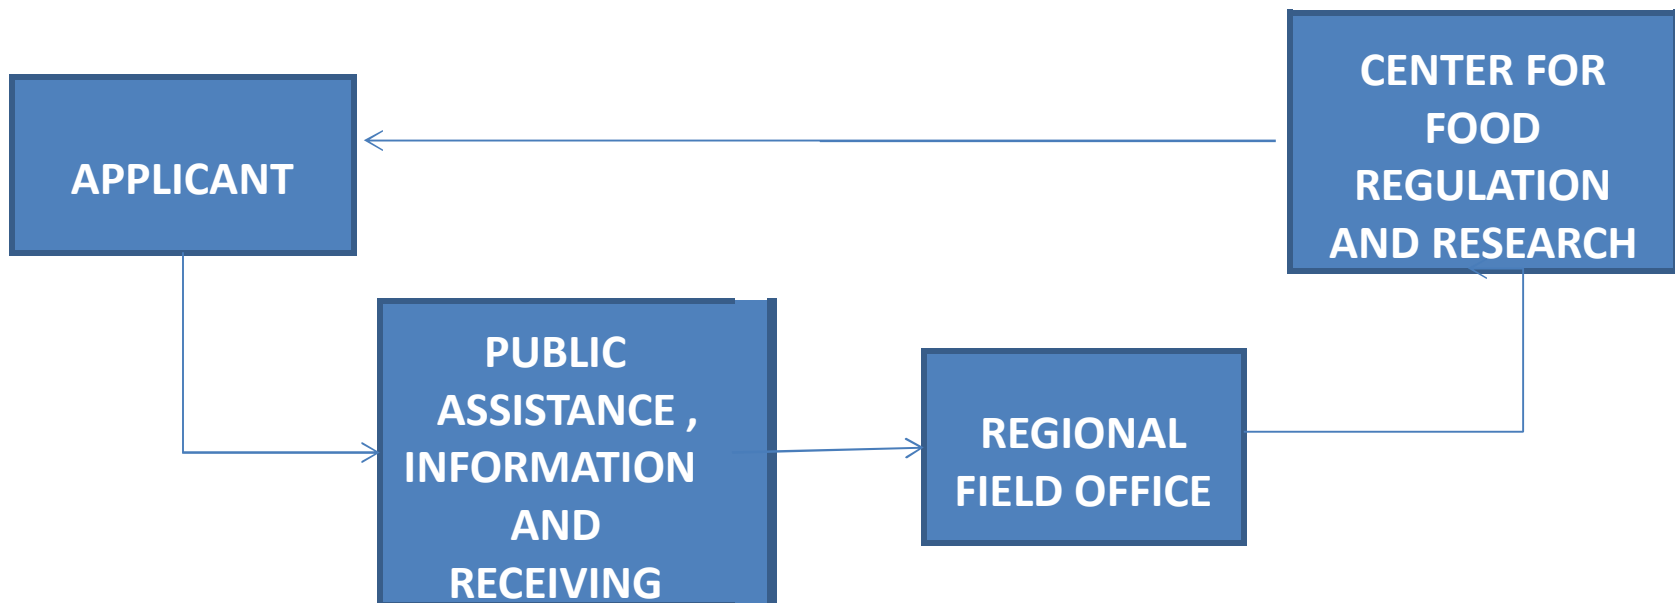 APPLICANT
CENTER FOR
FOOD
REGULATION
AND RESEARCH
PUBLIC
ASSISTANCE ,
INFORMATION
AND
RECEIVING
REGIONAL
FIELD OFFICE